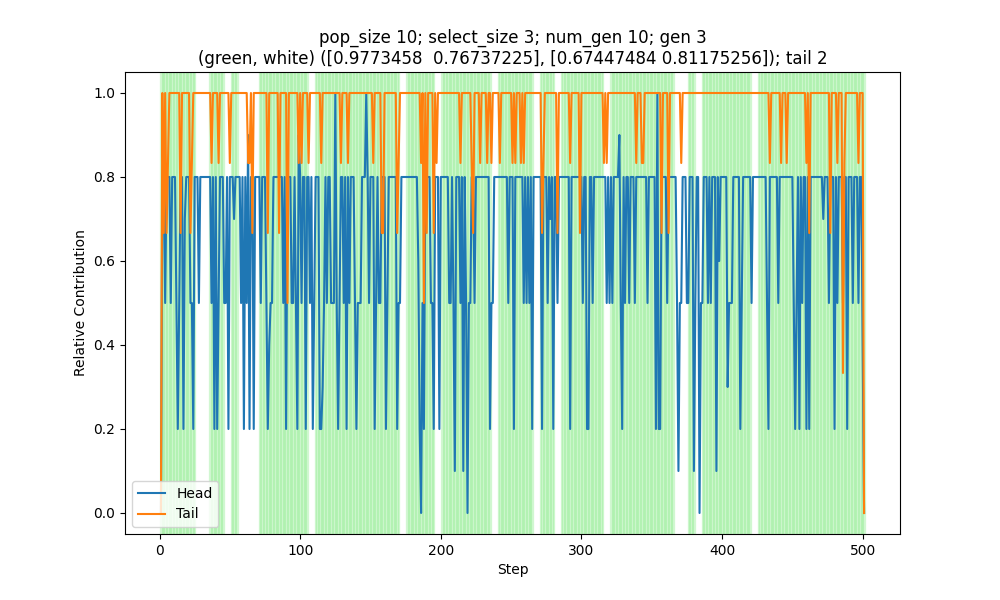 pop_size 10; select_size 3; num_gen 10; gen 3
(green, white) ([0.9773458  0.76737225], [0.67447484 0.81175256]); tail 2
1.0
0.8
0.6
0.4
0.2
0.0
Relative Contribution
Head
Tail
0 100 200 300 400 500
Step